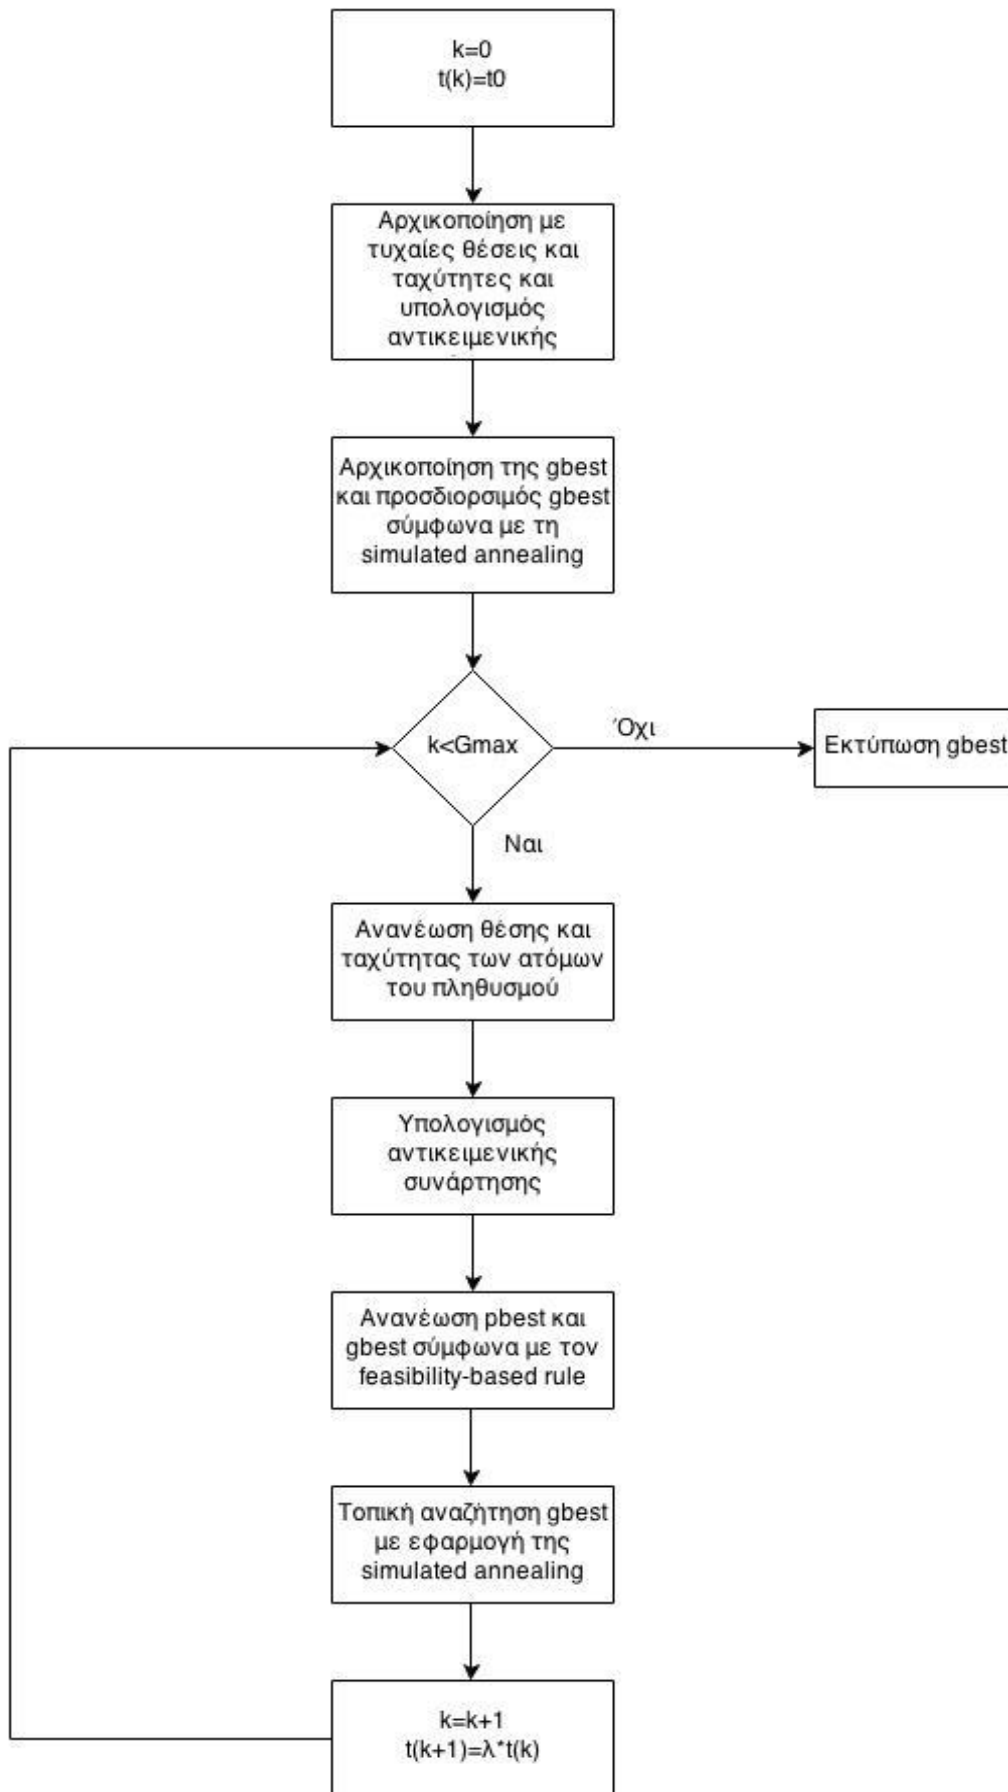 k=0
t(k)=t0
Αρχικοποίηση με
τυχαίες θέσεις και
ταχύτητες και
υπολογισμός
αντικειμενικής
Αρχικοποίηση της gbest
και προσδιορσιμός gbest
σύμφωνα με τη
simulated annealing
k<Gmax
Όχι
Εκτύπωση gbest
Ναι
Ανανέωση θέσης και
ταχύτητας των ατόμων
του πληθυσμού
Υπολογισμός
αντικειμενικής
συνάρτησης
Ανανέωση pbest και
gbest σύμφωνα με τον
feasibility-based rule
Τοπική αναζήτηση gbest
με εφαρμογή της
simulated annealing
k=k+1
t(k+1)=λ*t(k)